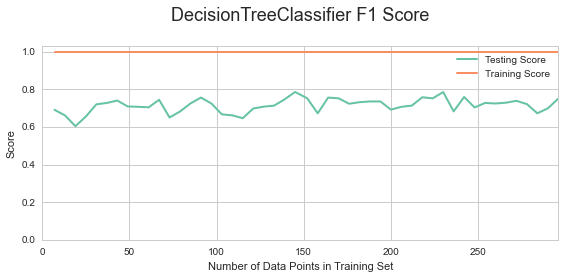 DecisionTreeClassifier F1 Score
1.0
0.8
0.6
0.4
0.2
0.0
Score
Testing Score
Training Score
0 50 100 150 200 250
Number of Data Points in Training Set